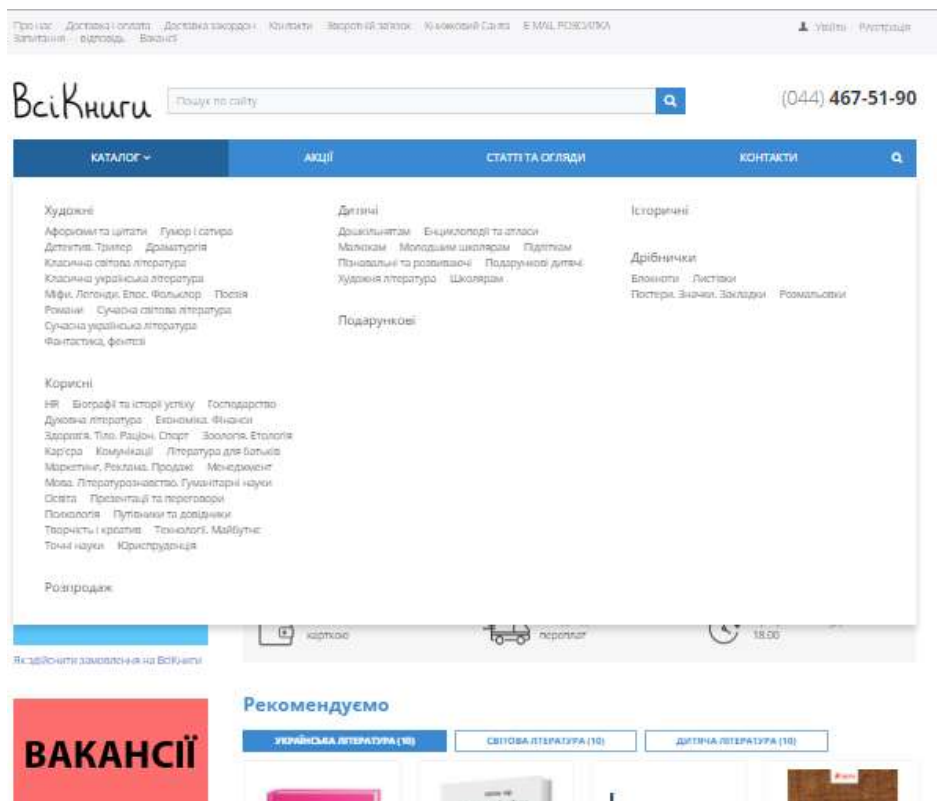 Про нас Доставка і оплата Доставка закордон Контакти Зворотній зв'язок Книжковий Санта E-MAIL РОЗСИЛКА
Запитання - відповідь Вакансії
Увійти Реєстрація
ВсіКниги
Пошук по сайту
(044) 467-51-90
КАТАЛОГ
АКЦІЇ
СТАТТІ ТА ОГЛЯДИ
КОНТАКТИ
Художні
Афоризми та цитати Гумор і сатира
Детектив. Трилер Драматургія
Класична світова література
Класична українська література
Міфи. Легенди. Епос. Фольклор Поезія
Романи Сучасна світова література
Сучасна українська література
Фантастика, фентезі
Корисні
HR Біографії та історії успіху Господарство
Духовна література Економіка. Фінанси
Здоров'я. Тіло. Раціон. Спорт Зоологія. Етологія
Кар'єра Комунікації Література для батьків
Маркетинг. Реклама. Продажі Менеджмент
Мова. Літературознавство. Гуманітарні науки
Освіта Презентації та переговори
Психологія Путівники та довідники
Творчість і креатив Технології. Майбутнє
Точні науки Юриспруденція
Розпродаж
Дитячі
Дошкільнятам Енциклопедії та атласи
Малюкам Молодшим школярам Підліткам
Пізнавальні та розвиваючі Подарункові дитячі
Художня література Школярам
Подарункові
Історичні
Дрібнички
Блокноти Листівки
Постери. Значки. Закладки Розмальовки
карткою
переплат
18.00
Як здійснити замовлення на ВсіКниги
ВАКАНСІЇ
Рекомендуємо
УКРАЇНСЬКА ЛІТЕРАТУРА (10)
СВІТОВА ЛІТЕРАТУРА (10)
ДИТЯЧА ЛІТЕРАТУРА (10)